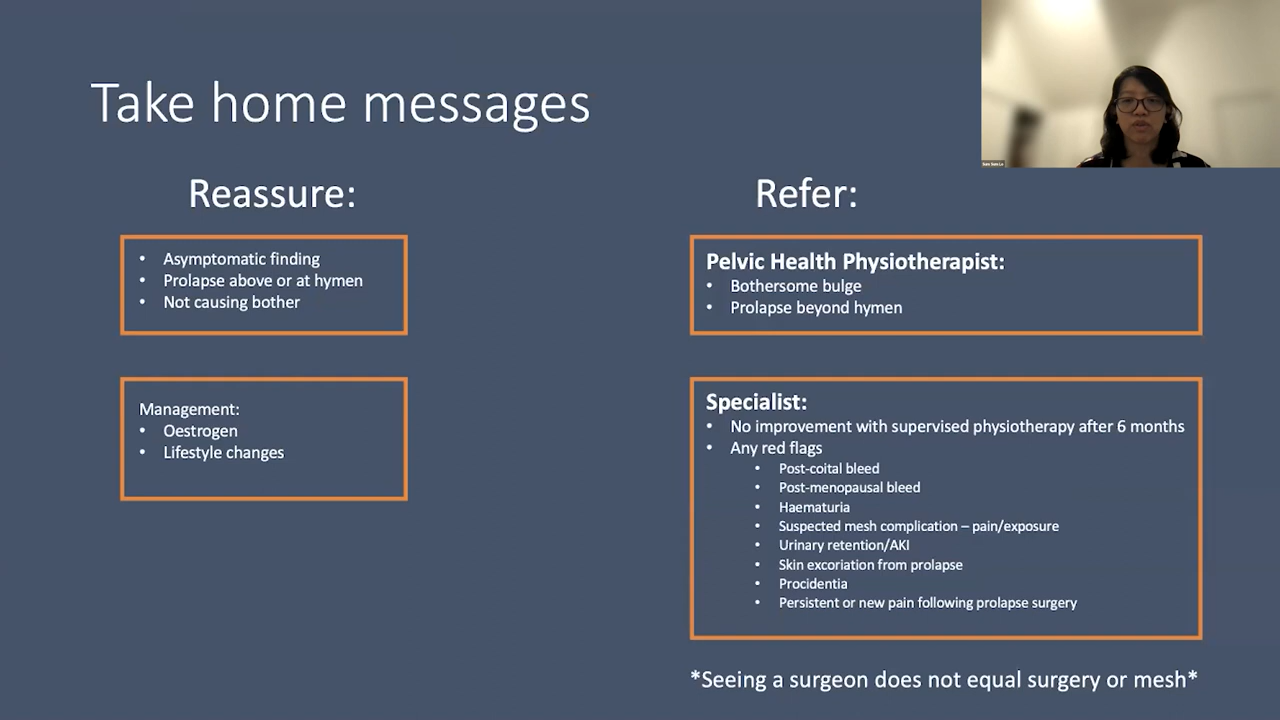 Take home messages
Reassure:
• Asymptomatic finding
• Prolapse above or at hymen
• Not causing bother
Management:
• Oestrogen
• Lifestyle changes
Refer:
Pelvic Health Physiotherapist:
• Bothersome bulge
• Prolapse beyond hymen
Specialist:
• No improvement with supervised physiotherapy after 6 months
• Any red flags
• Post-coital bleed
• Post-menopausal bleed
• Haematuria
• Suspected mesh complication – pain/exposure
• Urinary retention/AKI
• Skin excoriation from prolapse
• Procidentia
• Persistent or new pain following prolapse surgery
*Seeing a surgeon does not equal surgery or mesh*